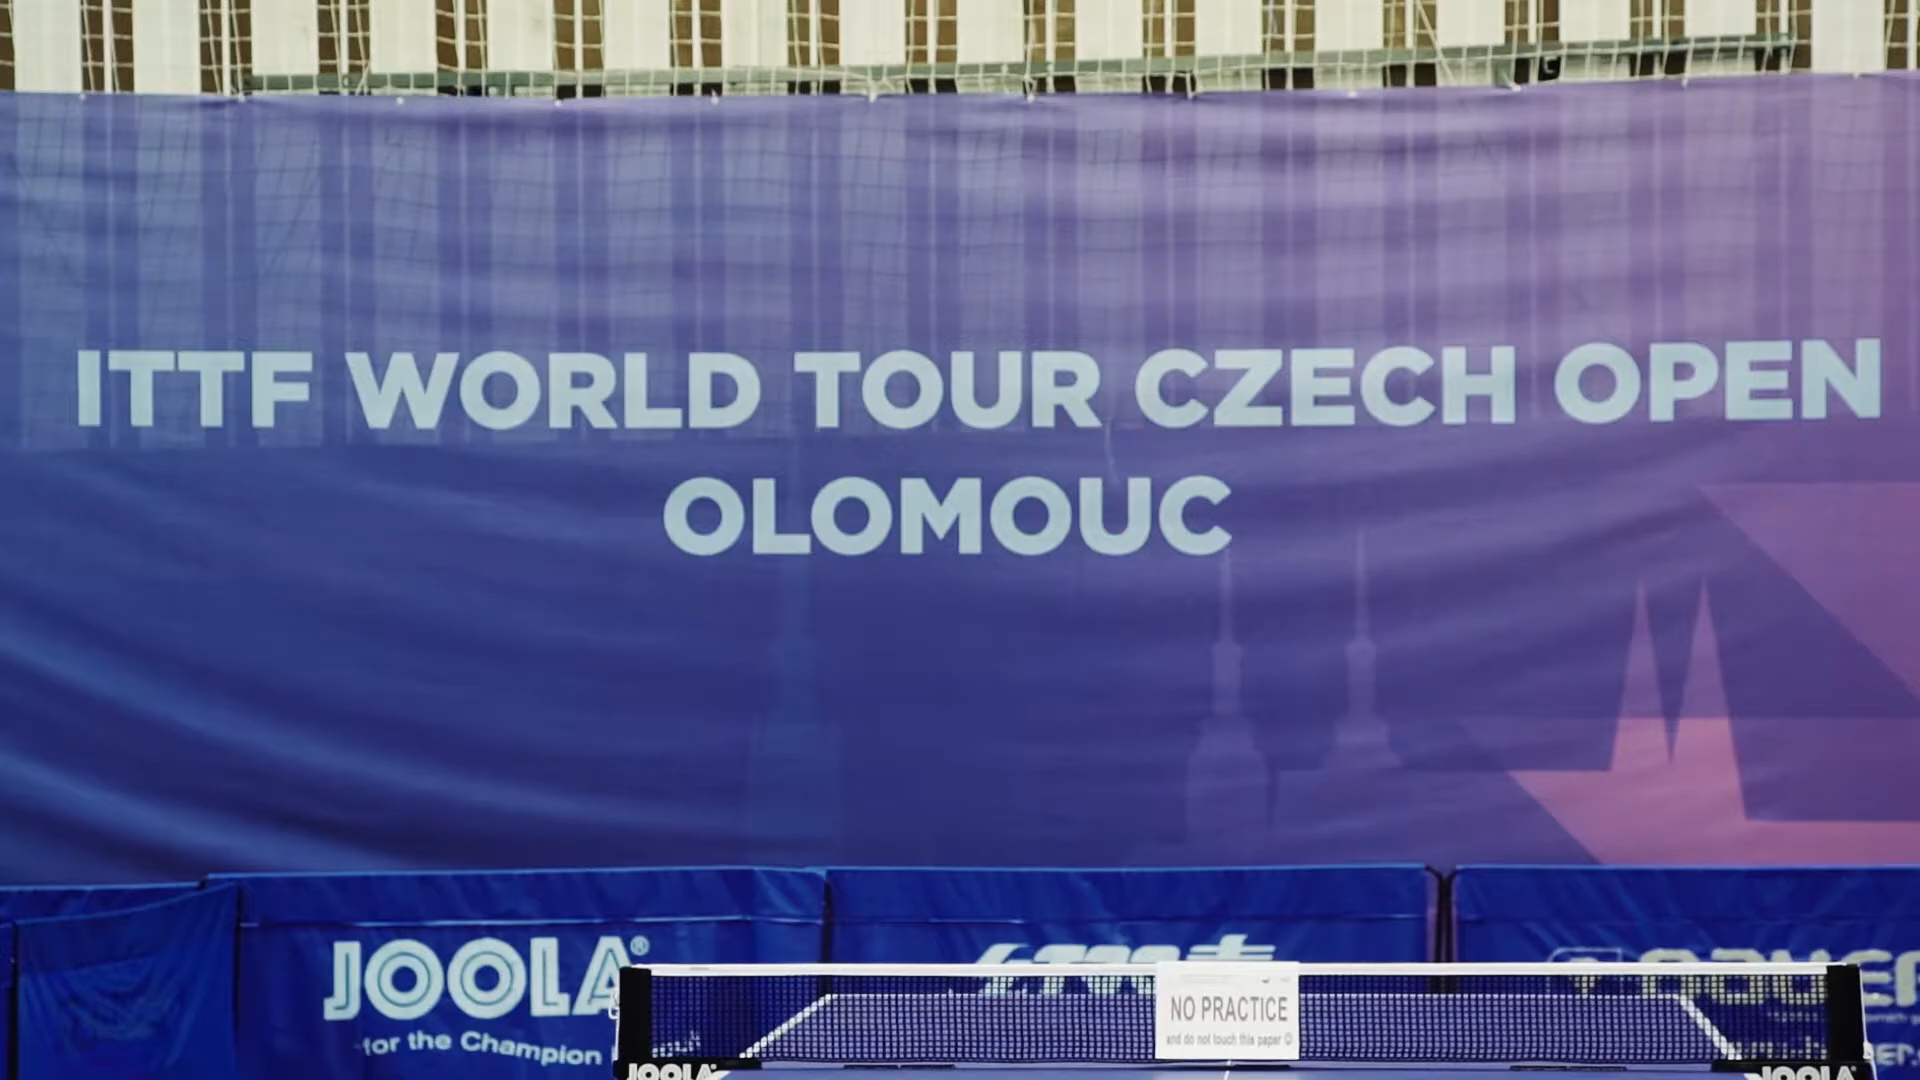 ITTF WORLD TOUR CZECH OPEN
OLOMOUC
JOOLA®
for the Champion
NO PRACTICE
and do not touch this paper ☺
JOOLA
JOOLA